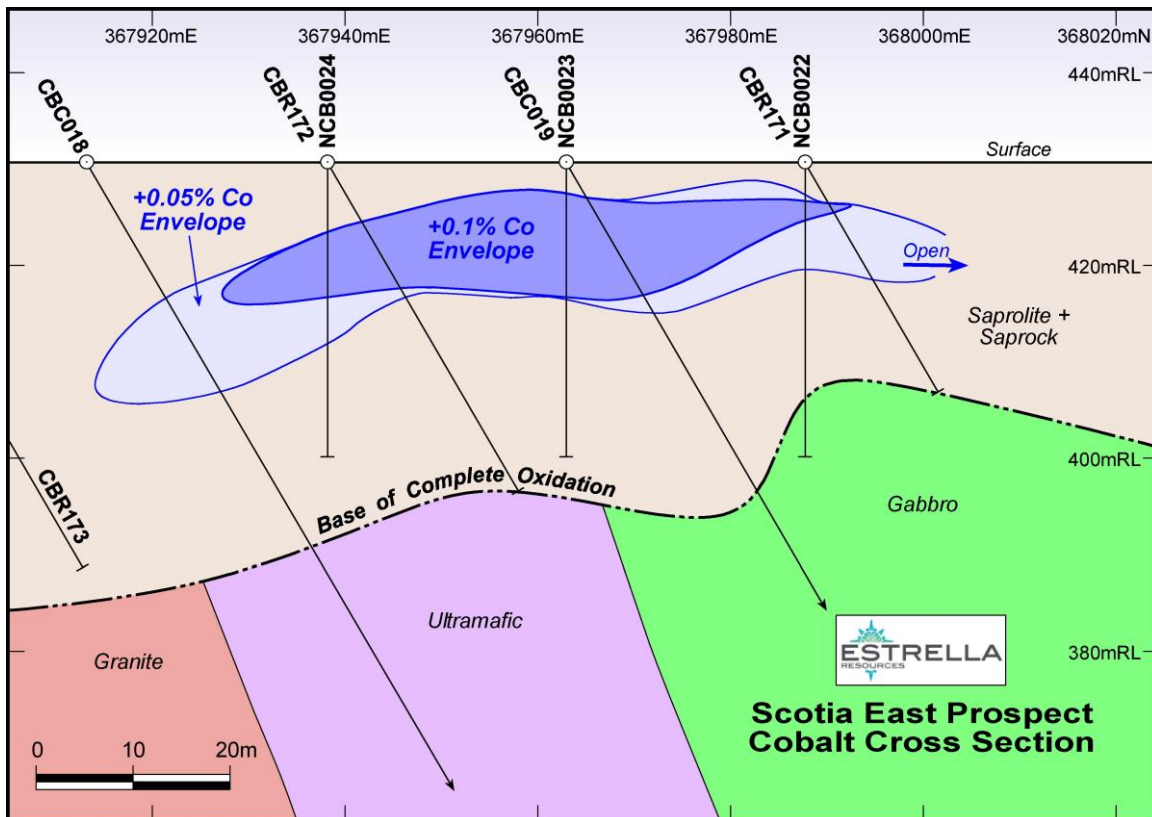 367920mE 367940mE 367960mE 367980mE 368000mE 368020mN
440mRL
CBC018
CBR172
NCB0024
CBC019
NCB0023
CBR171
NCB0022
Surface
+0.05% Co
Envelope
+0.1% Co
Envelope
Open
420mRL
Saprolite +
Saprock
400mRL
CBR173
Base of Complete Oxidation
Gabbro
Ultramafic
Granite
380mRL
ESTRELLA
RESOURCES
Scotia East Prospect
Cobalt Cross Section
0 10 20m